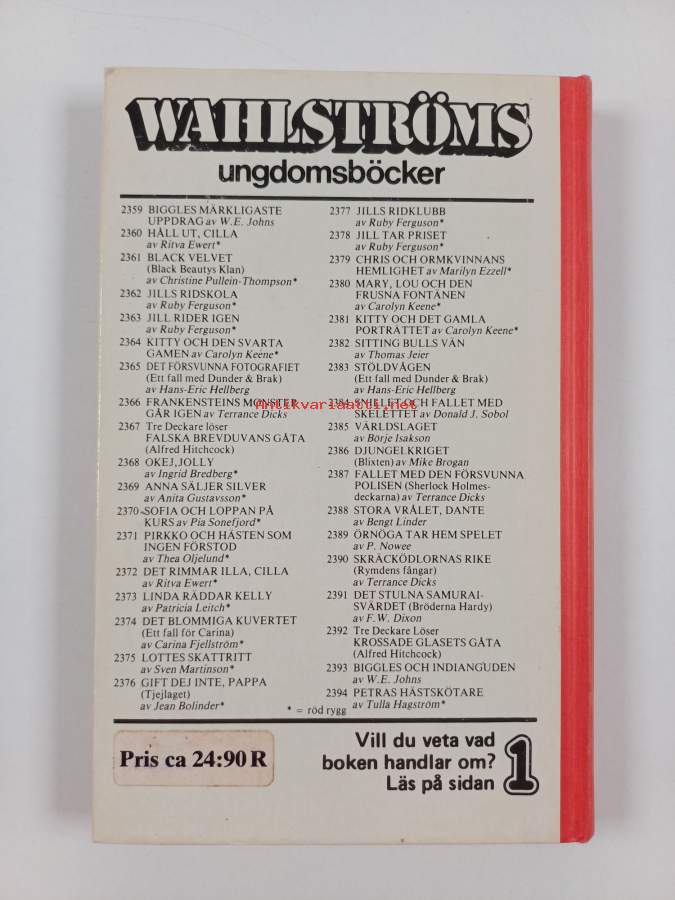 WAHLSTRÖMS
ungdomsböcker
2359 BIGGLES MÄRKLIGASTE
UPPDRAG av W.E. Johns
2360 HÅLL UT, CILLA
av Ritva Ewert*
2361 BLACK VELVET
(Black Beautys Klan)
av Christine Pullein-Thompson*
2362 JILLS RIDSKOLA
av Ruby Ferguson*
2363 JILL RIDER IGEN
av Ruby Ferguson*
2364 KITTY OCH DEN SVARTA
GAMEN av Carolyn Keene*
2365 DET FÖRSVUNNA FOTOGRAFIET
(Ett fall med Dunder & Brak)
av Hans-Eric Hellberg
2366 FRANKENSTEINS MONSTER
GÅR IGEN av Terrance Dicks
2367 Tre Deckare löser
FALSKA BREVDUVANS GÅTA
(Alfred Hitchcock)
2368 OKEJ, JOLLY
av Ingrid Bredberg*
2369 ANNA SÄLJER SILVER
av Anita Gustavsson*
2370 SOFIA OCH LOPPAN PÅ
KURS av Pia Sonefjord*
2371 PIRKKO OCH HÄSTEN SOM
INGEN FÖRSTOD
av Thea Oljelund*
2372 DET RIMMAR ILLA, CILLA
av Ritva Ewert*
2373 LINDA RÄDDAR KELLY
av Patricia Leitch*
2374 DET BLOMMIGA KUVERTET
(Ett fall för Carina)
av Carina Fjellström*
2375 LOTTES SKATTRITT
av Sven Martinson*
2376 GIFT DEJ INTE, PAPPA
(Tjejlaget)
av Jean Bolinder*
2377 JILLS RIDKLUBB
av Ruby Ferguson*
2378 JILL TAR PRISET
av Ruby Ferguson*
2379 CHRIS OCH ORMKVINNANS
HEMLIGHET av Marilyn Ezzell*
2380 MARY, LOU OCH DEN
FRUSNA FONTÄNEN
av Carolyn Keene*
2381 KITTY OCH DET GAMLA
PORTRÄTTET av Carolyn Keene*
2382 SITTING BULLS VÄN
av Thomas Jeier
2383 STÖLDVÅGEN
(Ett fall med Dunder & Brak)
av Hans-Eric Hellberg
2384 SNILLET OCH FALLET MED
SKELETTET av Donald J. Sobol
2385 VÄRLDSLAGET
av Börje Isakson
2386 DJUNGELKRIGET
(Blixten) av Mike Brogan
2387 FALLET MED DEN FÖRSVUNNA
POLISEN (Sherlock Holmes-
deckarna) av Terrance Dicks
2388 STORA VRÅLET, DANTE
av Bengt Linder
2389 ÖRNÖGA TAR HEM SPELET
av P. Nowee
2390 SKRÄCKÖDLORNAS RIKE
(Rymdens fångar)
av Terrance Dicks
2391 DET STULNA SAMURAI-
SVÄRDET (Bröderna Hardy)
av F.W. Dixon
2392 Tre Deckare Löser
KROSSADE GLASETS GÅTA
(Alfred Hitchcock)
2393 BIGGLES OCH INDIANGUDEN
av W.E. Johns
2394 PETRAS HÄSTSKÖTARE
av Tulla Hagström*
* = röd rygg
Antikvariaatti.net
Pris ca 24:90 R
Vill du veta vad
boken handlar om?
Läs på sidan 1